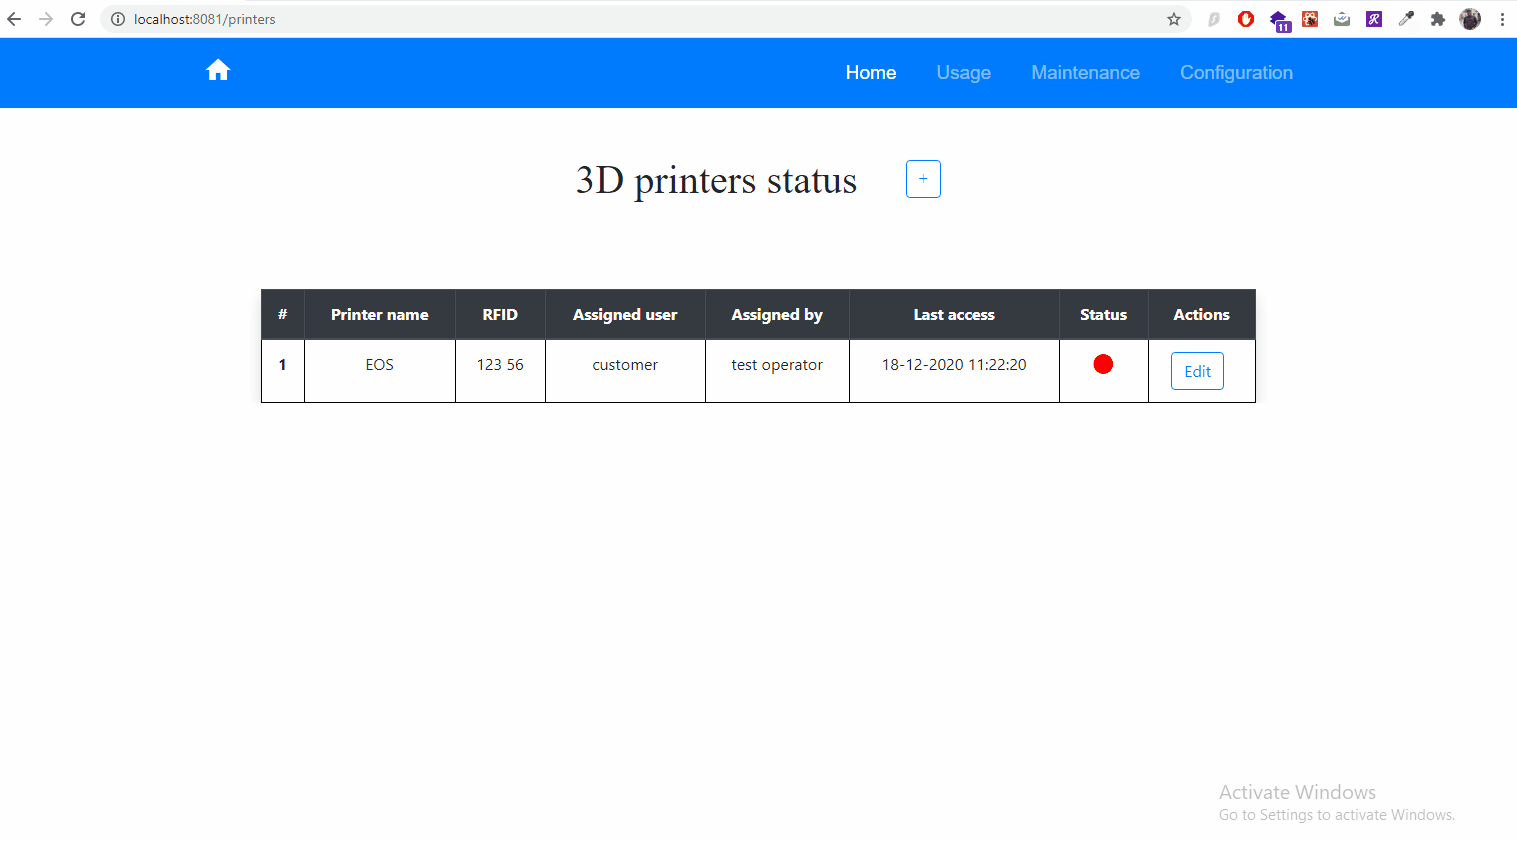 localhost:8081/printers
11
Home Usage Maintenance Configuration
3D printers status +
# Printer name RFID Assigned user Assigned by Last access Status Actions
1 EOS 123 56 customer test operator 18-12-2020 11:22:20 Edit
Activate Windows
Go to Settings to activate Windows.